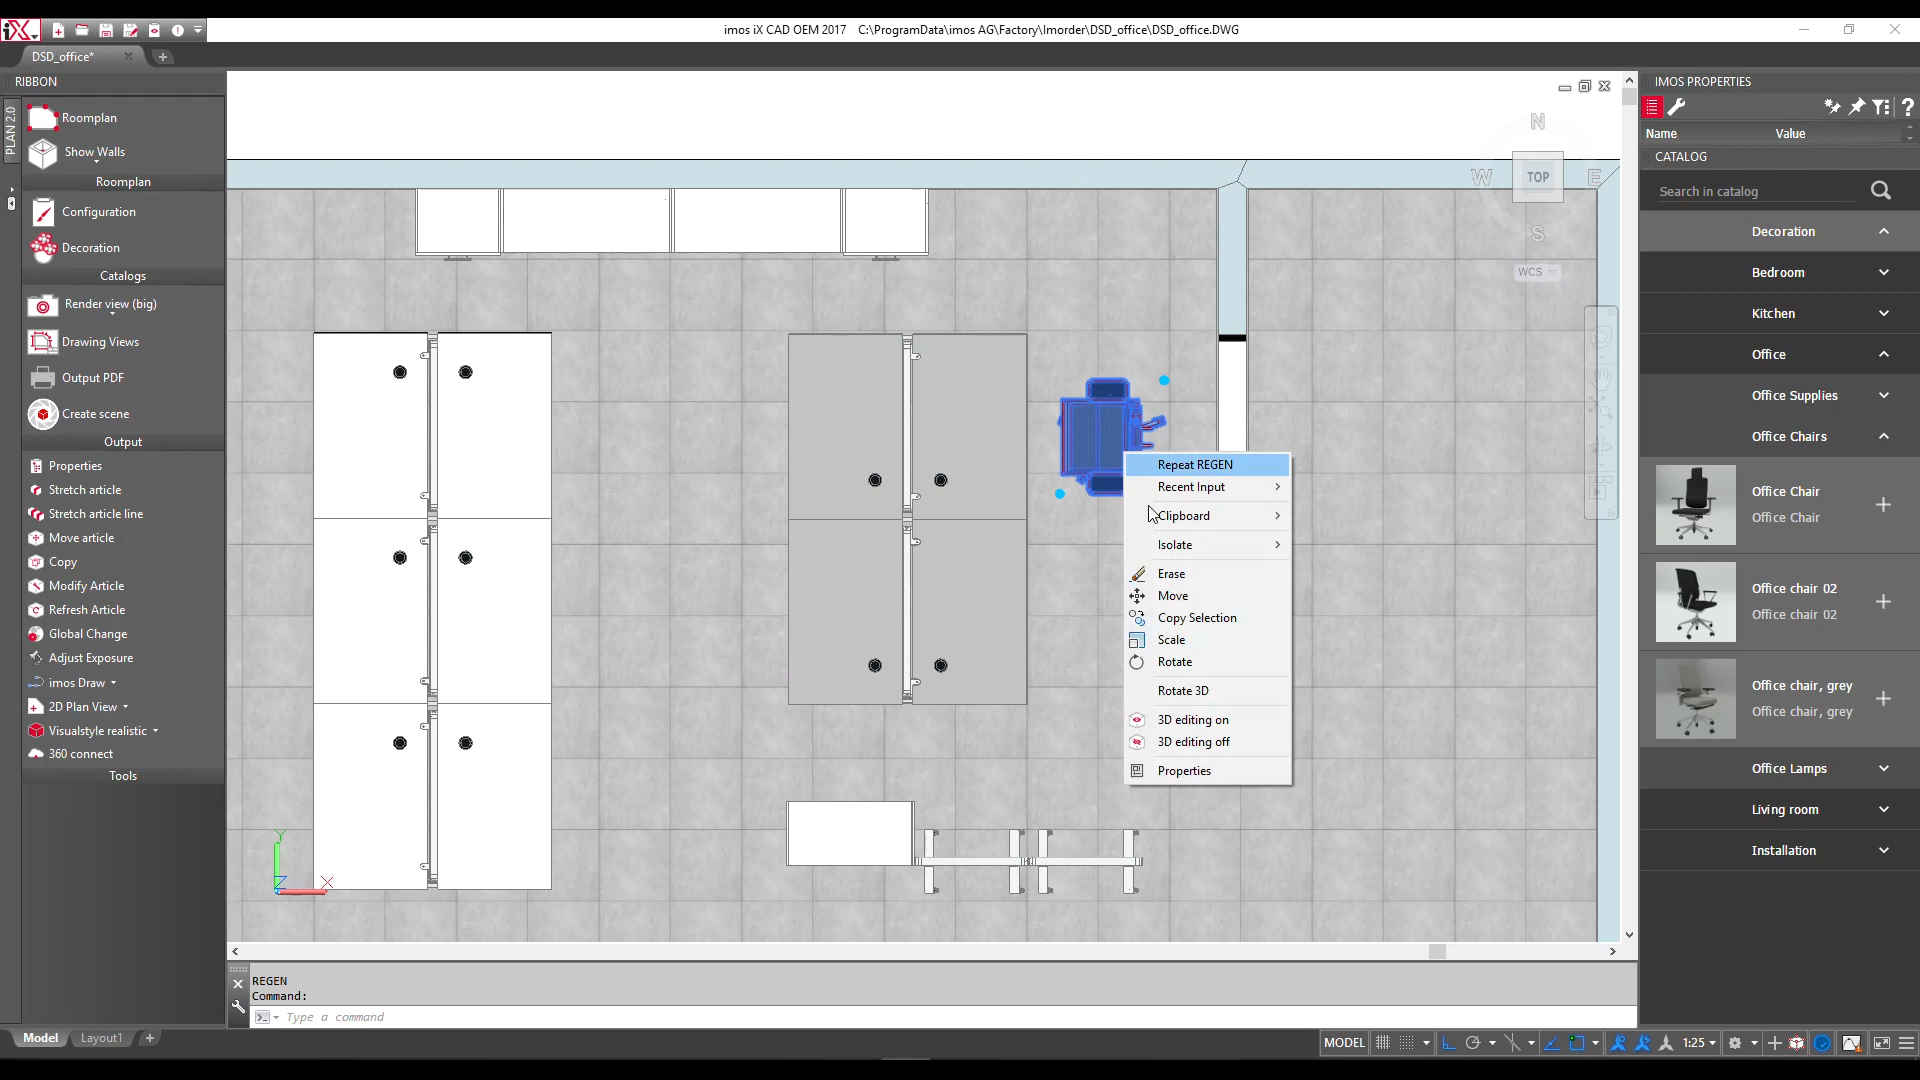 iX
imos iX CAD OEM 2017 C:\ProgramData\imos AG\Factory\Imorder\DSD_office\DSD_office.DWG
DSD_office*
RIBBON
PLAN 2.0
Roomplan
Show Walls
Roomplan
Configuration
Decoration
Catalogs
Render view (big)
Drawing Views
Output PDF
Create scene
Output
Properties
Stretch article
Stretch article line
Move article
Copy
Modify Article
Refresh Article
Global Change
Adjust Exposure
imos Draw
2D Plan View
Visualstyle realistic
360 connect
Tools
N
W
TOP
E
S
WCS
Repeat REGEN
Recent Input
Clipboard
Isolate
Erase
Move
Copy Selection
Scale
Rotate
Rotate 3D
3D editing on
3D editing off
Properties
Y
Z
X
IMOS PROPERTIES
Name Value
CATALOG
Search in catalog
Decoration
Bedroom
Kitchen
Office
Office Supplies
Office Chairs
Office Chair
Office Chair
Office chair 02
Office chair 02
Office chair, grey
Office chair, grey
Office Lamps
Living room
Installation
REGEN
Command:
Type a command
Model Layout1
MODEL
1:25